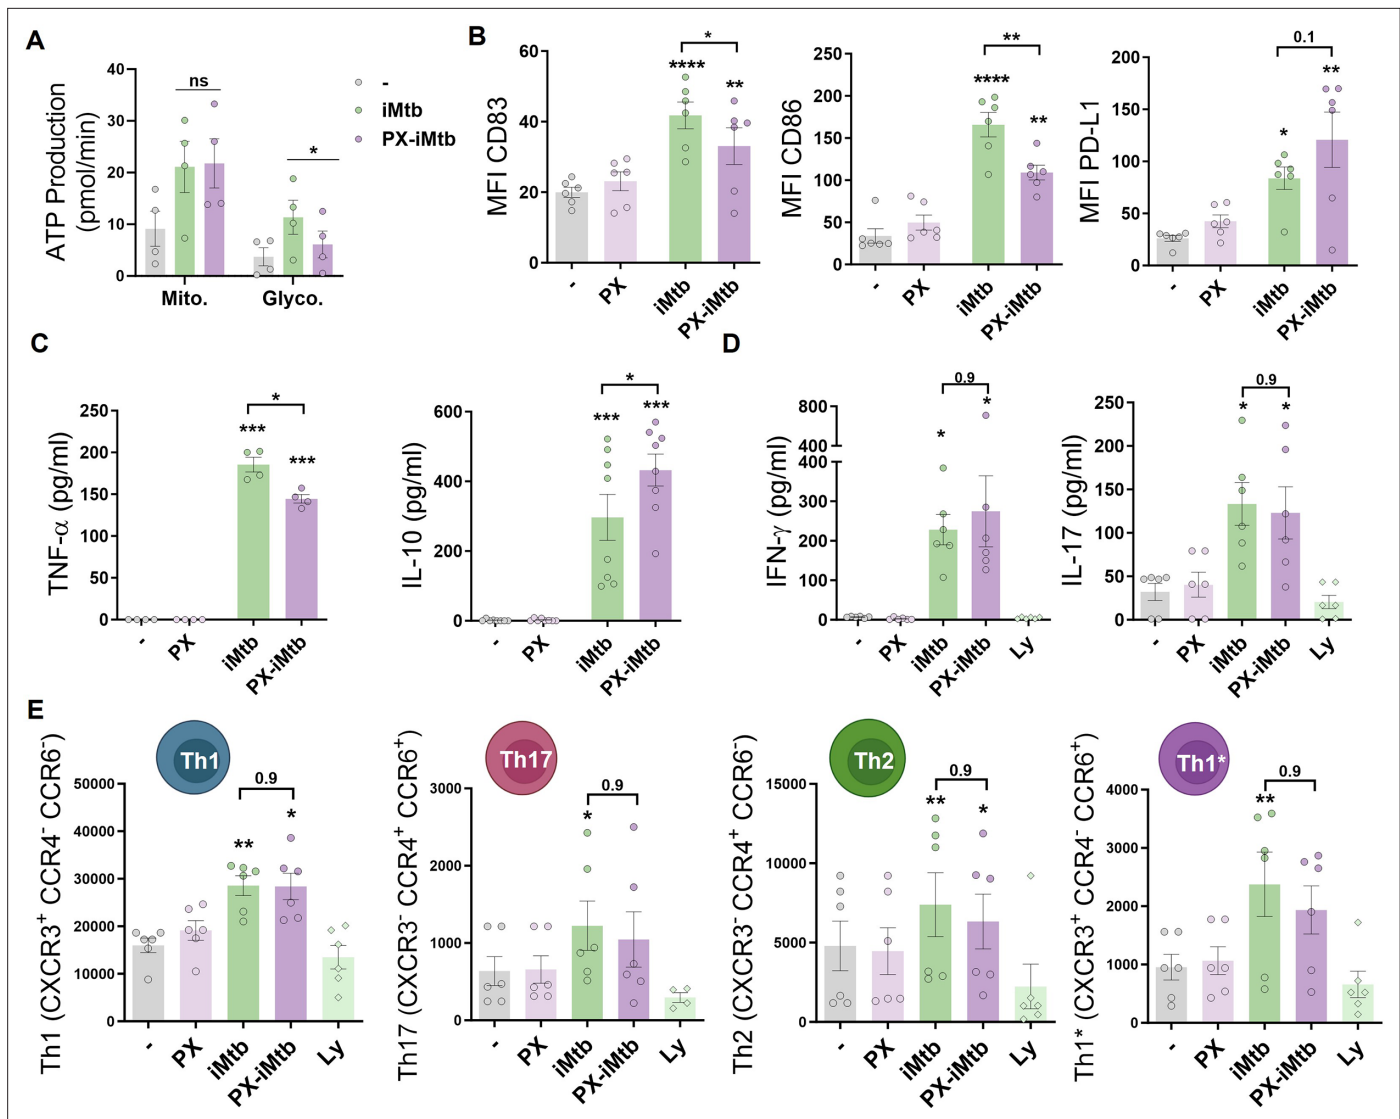 A
ATP Production
(pmol/min)
40
30
20
10
0
ns
*
Mito.
Glyco.
-
iMtb
PX-iMtb
B
MFI CD83
60
40
20
0
****
**
*
-
PX
iMtb
PX-iMtb
MFI CD86
250
200
150
100
50
0
****
**
**
-
PX
iMtb
PX-iMtb
MFI PD-L1
200
150
100
50
0
*
**
0.1
-
PX
iMtb
PX-iMtb
C
TNF-α (pg/ml)
250
200
150
100
50
0
***
***
*
-
PX
iMtb
PX-iMtb
IL-10 (pg/ml)
600
400
200
0
***
***
*
-
PX
iMtb
PX-iMtb
D
IFN-γ (pg/ml)
800
400
400
300
200
100
0
*
*
0.9
-
PX
iMtb
PX-iMtb
Ly
IL-17 (pg/ml)
250
200
150
100
50
0
*
*
0.9
-
PX
iMtb
PX-iMtb
Ly
E
Th1
Th1 (CXCR3⁺ CCR4⁻ CCR6⁻)
50000
40000
30000
20000
10000
0
**
*
0.9
-
PX
iMtb
PX-iMtb
Ly
Th17
Th17 (CXCR3⁻ CCR4⁺ CCR6⁺)
3000
2000
1000
0
*
0.9
-
PX
iMtb
PX-iMtb
Ly
Th2
Th2 (CXCR3⁻ CCR4⁺ CCR6⁻)
15000
10000
5000
0
**
*
0.9
-
PX
iMtb
PX-iMtb
Ly
Th1*
Th1* (CXCR3⁺ CCR4⁻ CCR6⁺)
4000
3000
2000
1000
0
**
0.9
-
PX
iMtb
PX-iMtb
Ly